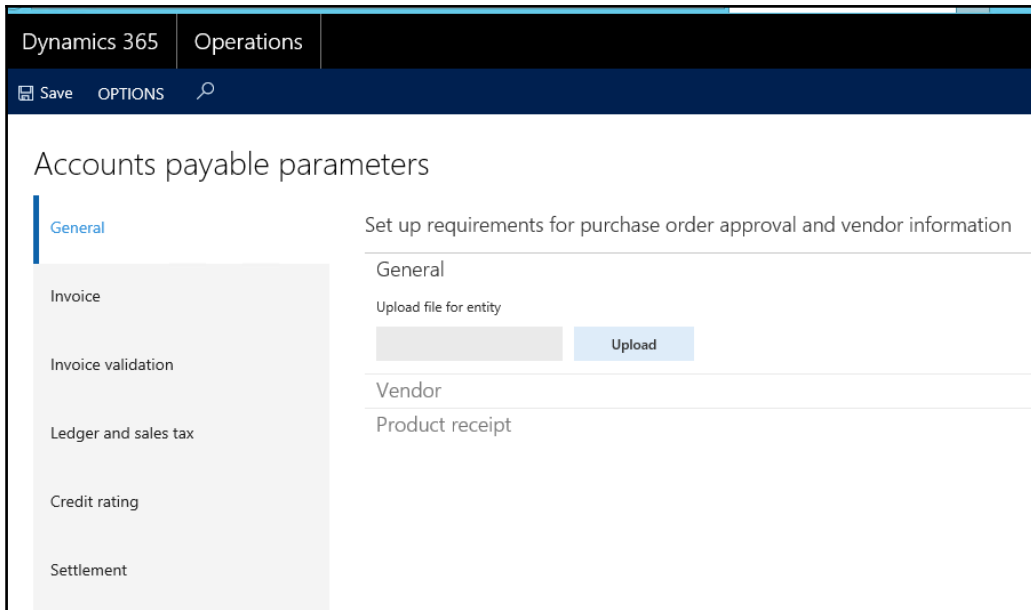 Dynamics 365 Operations
Save OPTIONS
Accounts payable parameters
General
Invoice
Invoice validation
Ledger and sales tax
Credit rating
Settlement
Set up requirements for purchase order approval and vendor information
General
Upload file for entity
Upload
Vendor
Product receipt